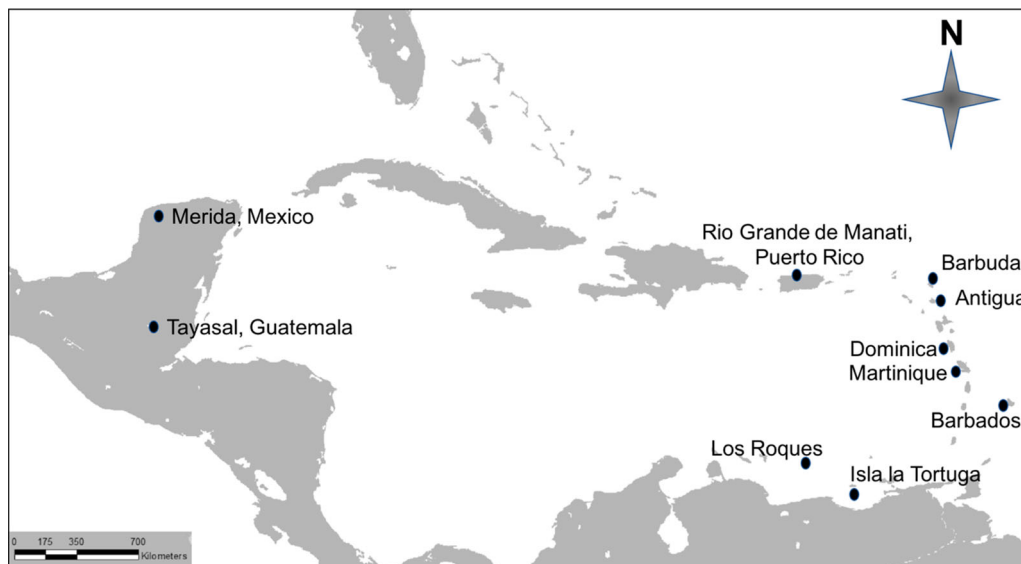 N
Merida, Mexico
Rio Grande de Manati,
Puerto Rico
Barbuda
Antigua
Tayasal, Guatemala
Dominica
Martinique
Barbados
Los Roques
Isla la Tortuga
0 175 350 700
Kilometers